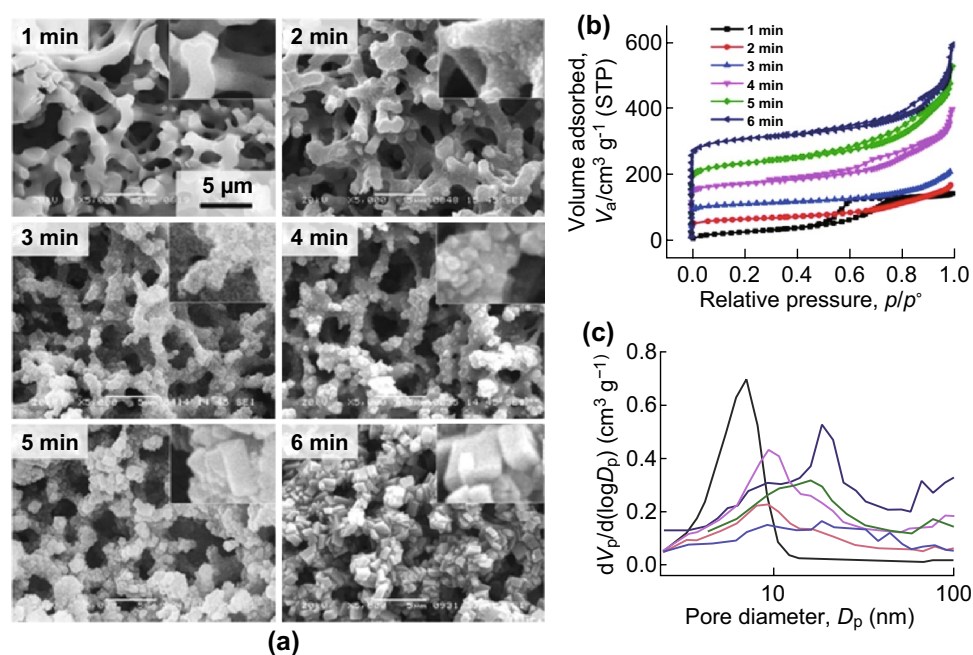 1 min
2 min
5 μm
3 min
4 min
5 min
6 min
(a)
(b)
Volume adsorbed,
Va/cm³ g⁻¹ (STP)
600
400
200
0
1 min
2 min
3 min
4 min
5 min
6 min
0.0 0.2 0.4 0.6 0.8 1.0
Relative pressure, p/p°
(c)
dVp/d(logDp) (cm³ g⁻¹)
0.8
0.6
0.4
0.2
0.0
10 100
Pore diameter, Dp (nm)